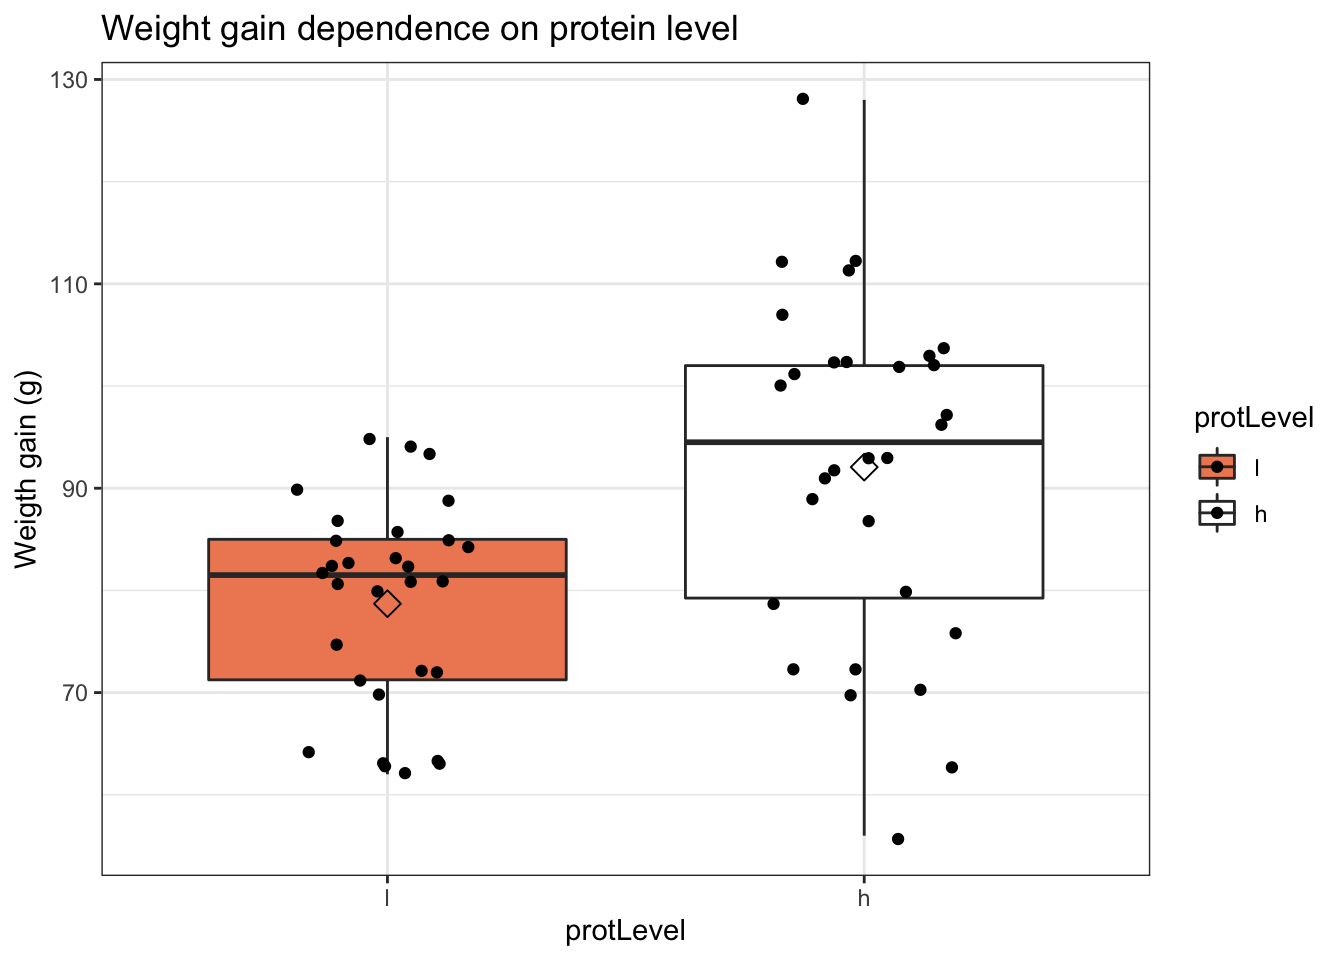 Weight gain dependence on protein level
Weigth gain (g)
130
110
90
70
l
h
protLevel
protLevel
l
h